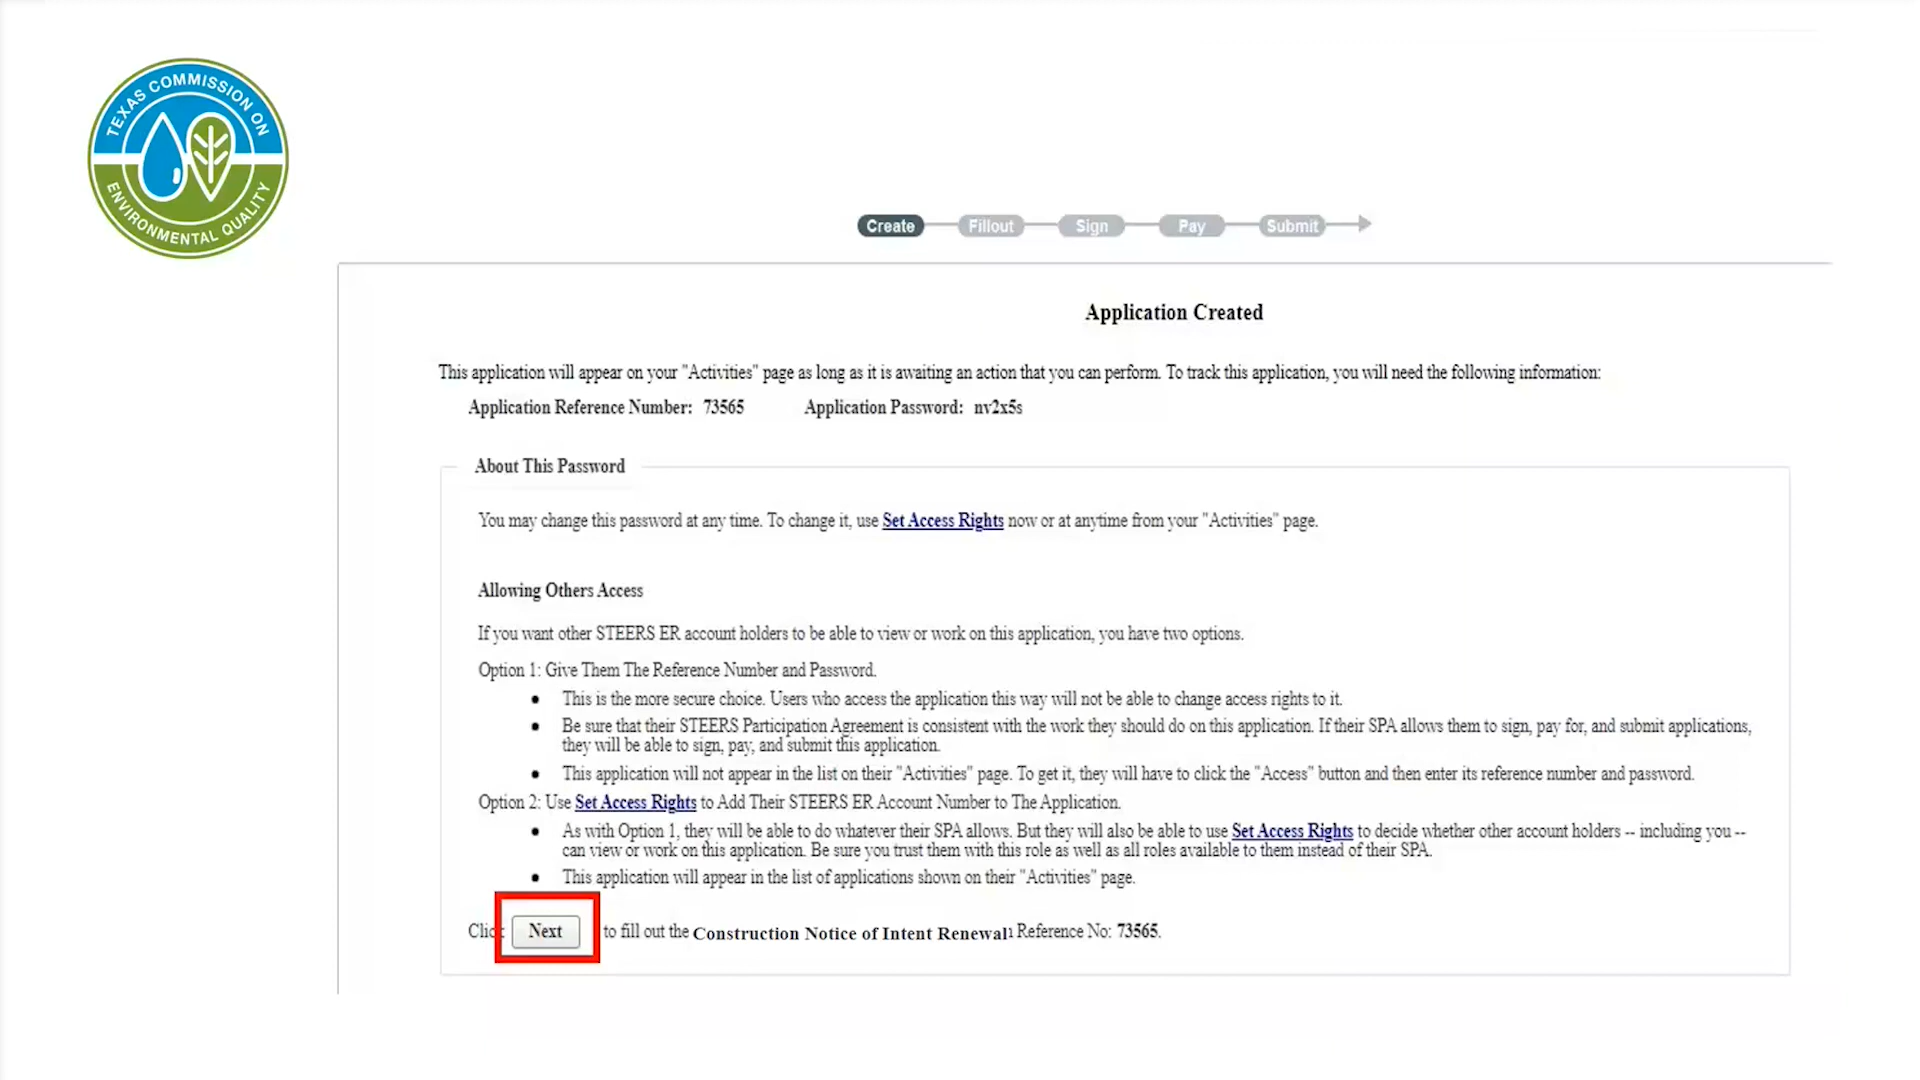 TEXAS COMMISSION ON
ENVIRONMENTAL QUALITY
Create Fillout Sign Pay Submit
Application Created
This application will appear on your "Activities" page as long as it is awaiting an action that you can perform. To track this application, you will need the following information:
Application Reference Number: 73565 Application Password: nv2x5s
About This Password
You may change this password at any time. To change it, use Set Access Rights now or at anytime from your "Activities" page.
Allowing Others Access
If you want other STEERS ER account holders to be able to view or work on this application, you have two options.
Option 1: Give Them The Reference Number and Password.
• This is the more secure choice. Users who access the application this way will not be able to change access rights to it.
• Be sure that their STEERS Participation Agreement is consistent with the work they should do on this application. If their SPA allows them to sign, pay for, and submit applications,
they will be able to sign, pay, and submit this application.
• This application will not appear in the list on their "Activities" page. To get it, they will have to click the "Access" button and then enter its reference number and password.
Option 2: Use Set Access Rights to Add Their STEERS ER Account Number to The Application.
• As with Option 1, they will be able to do whatever their SPA allows. But they will also be able to use Set Access Rights to decide whether other account holders -- including you --
can view or work on this application. Be sure you trust them with this role as well as all roles available to them instead of their SPA.
• This application will appear in the list of applications shown on their "Activities" page.
Click Next to fill out the Construction Notice of Intent Renewal Reference No: 73565.